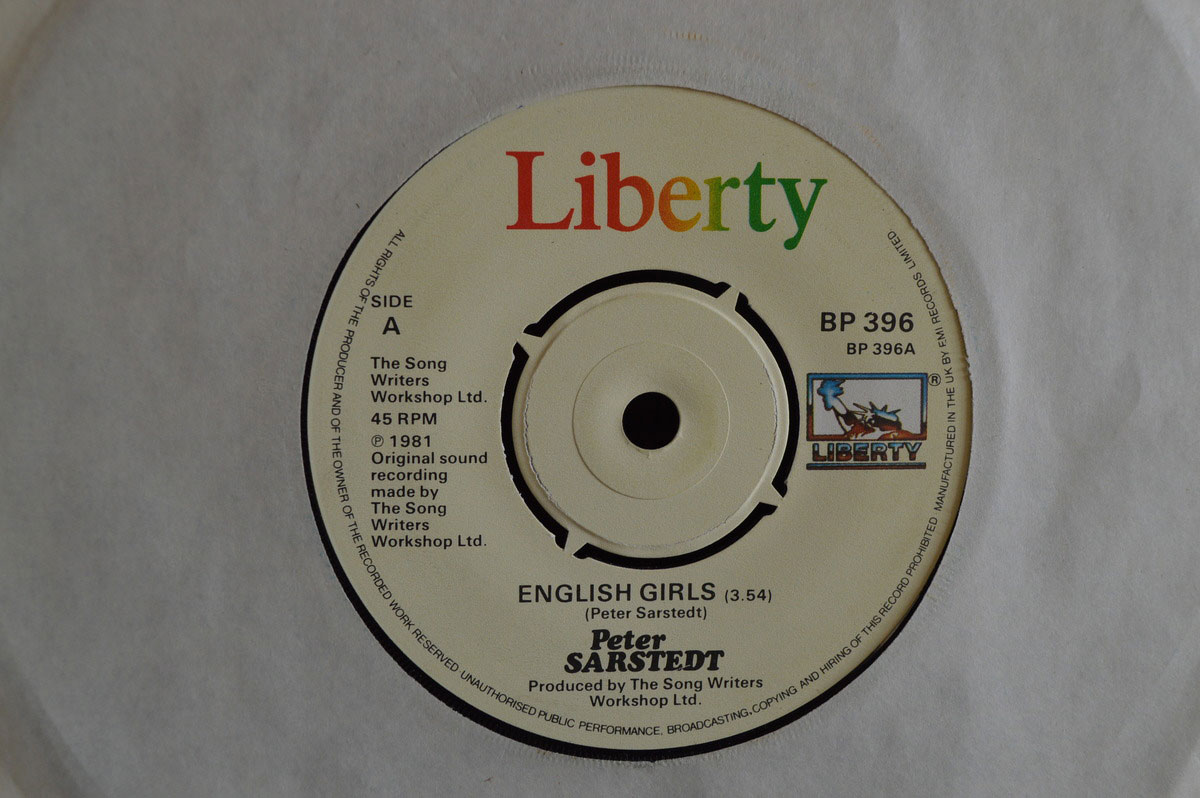 Liberty
SIDE
A
The Song
Writers
Workshop Ltd.
45 RPM
℗ 1981
Original sound
recording
made by
The Song
Writers
Workshop Ltd.
BP 396
BP 396A
®
LIBERTY
ENGLISH GIRLS (3.54)
(Peter Sarstedt)
Peter
SARSTEDT
Produced by The Song Writers
Workshop Ltd.
ALL RIGHTS OF THE PRODUCER AND OF THE OWNER OF THE RECORDED WORK RESERVED UNAUTHORISED PUBLIC PERFORMANCE, BROADCASTING, COPYING AND HIRING OF THIS RECORD PROHIBITED MANUFACTURED IN THE UK BY EMI RECORDS LIMITED